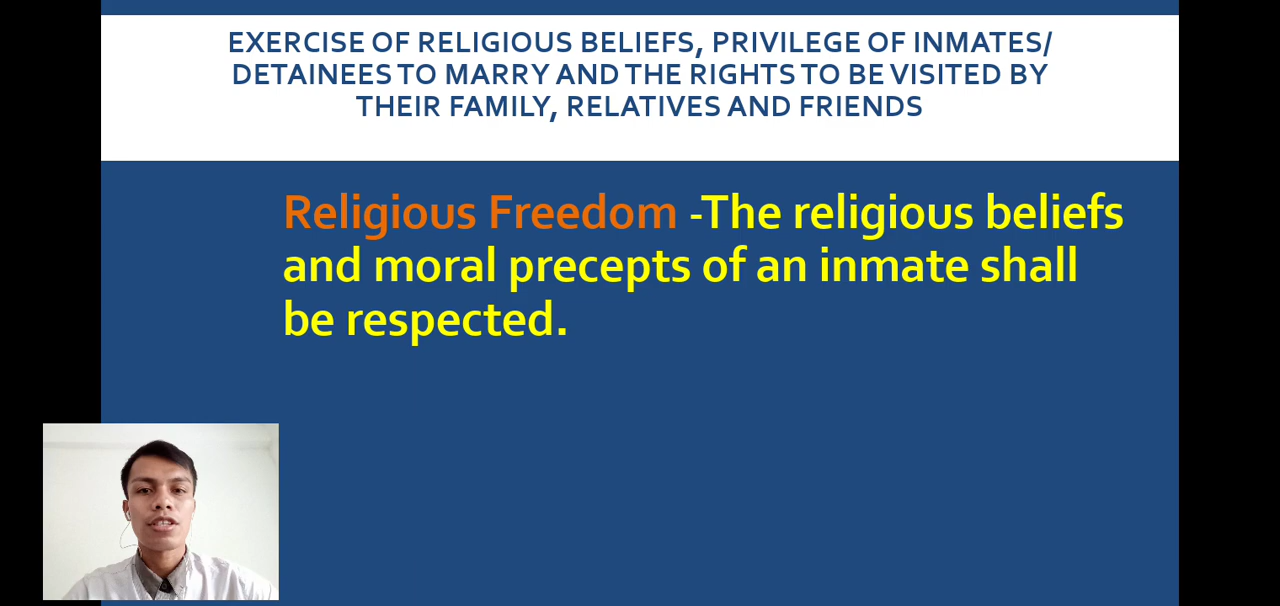 EXERCISE OF RELIGIOUS BELIEFS, PRIVILEGE OF INMATES/
DETAINEES TO MARRY AND THE RIGHTS TO BE VISITED BY
THEIR FAMILY, RELATIVES AND FRIENDS
Religious Freedom -The religious beliefs
and moral precepts of an inmate shall
be respected.